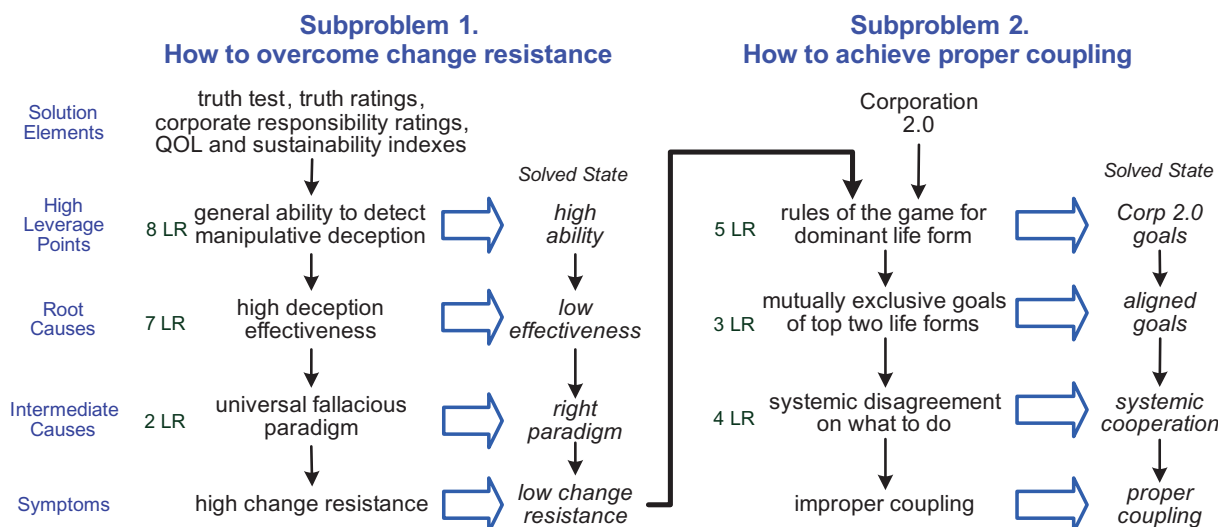 Subproblem 1.
How to overcome change resistance
Subproblem 2.
How to achieve proper coupling
Solution
Elements
truth test, truth ratings,
corporate responsibility ratings,
QOL and sustainability indexes
Corporation
2.0
Solved State
Solved State
High
Leverage
Points
8 LR
general ability to detect
manipulative deception
high
ability
5 LR
rules of the game for
dominant life form
Corp 2.0
goals
Root
Causes
7 LR
high deception
effectiveness
low
effectiveness
3 LR
mutually exclusive goals
of top two life forms
aligned
goals
Intermediate
Causes
2 LR
universal fallacious
paradigm
right
paradigm
4 LR
systemic disagreement
on what to do
systemic
cooperation
Symptoms
high change resistance
low change
resistance
improper coupling
proper
coupling